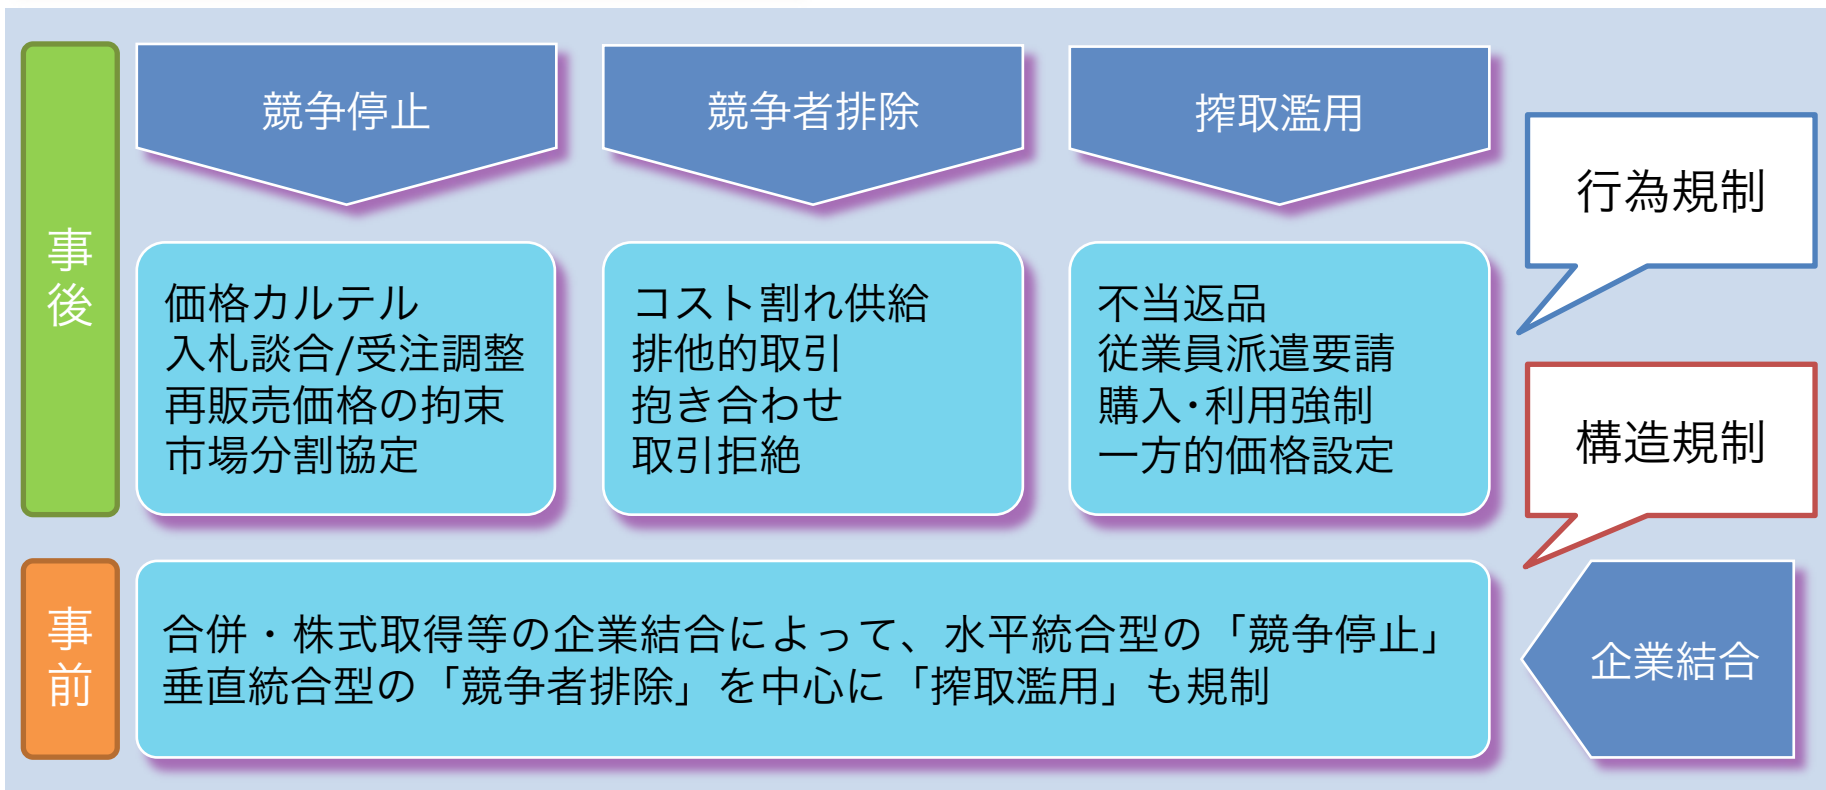 事後
競争停止
競争者排除
搾取濫用
行為規制
価格カルテル
入札談合/受注調整
再販売価格の拘束
市場分割協定
コスト割れ供給
排他的取引
抱き合わせ
取引拒絶
不当返品
従業員派遣要請
購入･利用強制
一方的価格設定
構造規制
事前
合併・株式取得等の企業結合によって、水平統合型の「競争停止」
垂直統合型の「競争者排除」を中心に「搾取濫用」も規制
企業結合